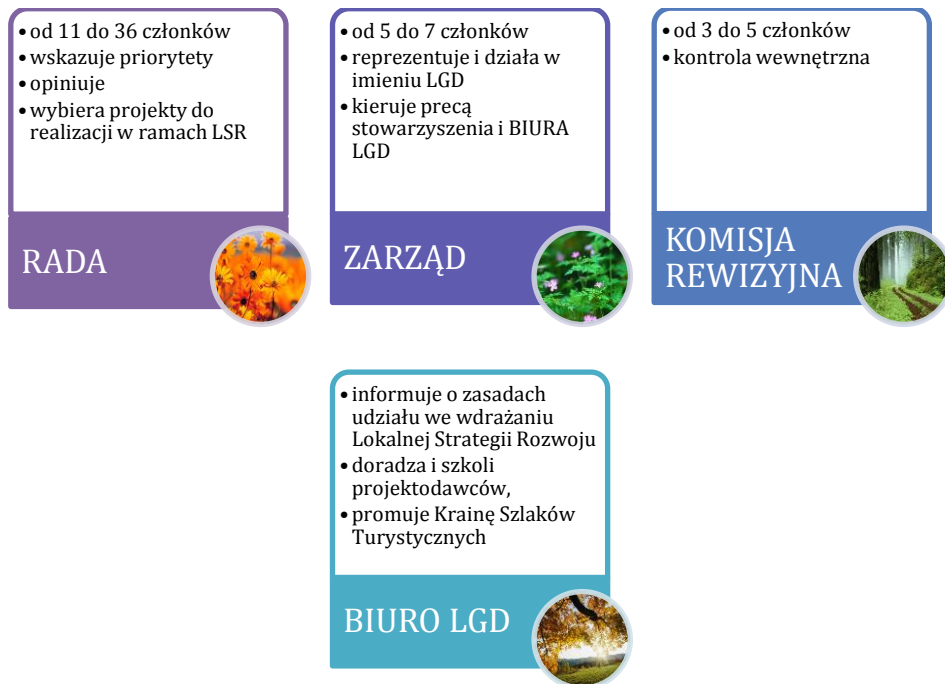 • od 11 do 36 członków
• wskazuje priorytety
• opiniuje
• wybiera projekty do
realizacji w ramach LSR
RADA
• od 5 do 7 członków
• reprezentuje i działa w
imieniu LGD
• kieruje precą
stowarzyszenia i BIURA
LGD
ZARZĄD
• od 3 do 5 członków
• kontrola wewnętrzna
KOMISJA
REWIZYJNA
• informuje o zasadach
udziału we wdrażaniu
Lokalnej Strategii Rozwoju
• doradza i szkoli
projektodawców,
• promuje Krainę Szlaków
Turystycznych
BIURO LGD